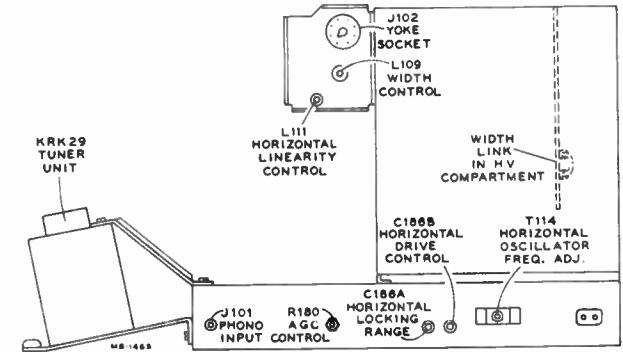 J102
YOKE
SOCKET
L109
WIDTH
CONTROL
L111
HORIZONTAL
LINEARITY
CONTROL
KRK29
TUNER
UNIT
WIDTH
LINK
IN HV
COMPARTMENT
C186B
HORIZONTAL
DRIVE
CONTROL
T114
HORIZONTAL
OSCILLATOR
FREQ. ADJ.
C186A
HORIZONTAL
LOCKING
RANGE
J101
PHONO
INPUT
R180
AGC
CONTROL
MS-1465